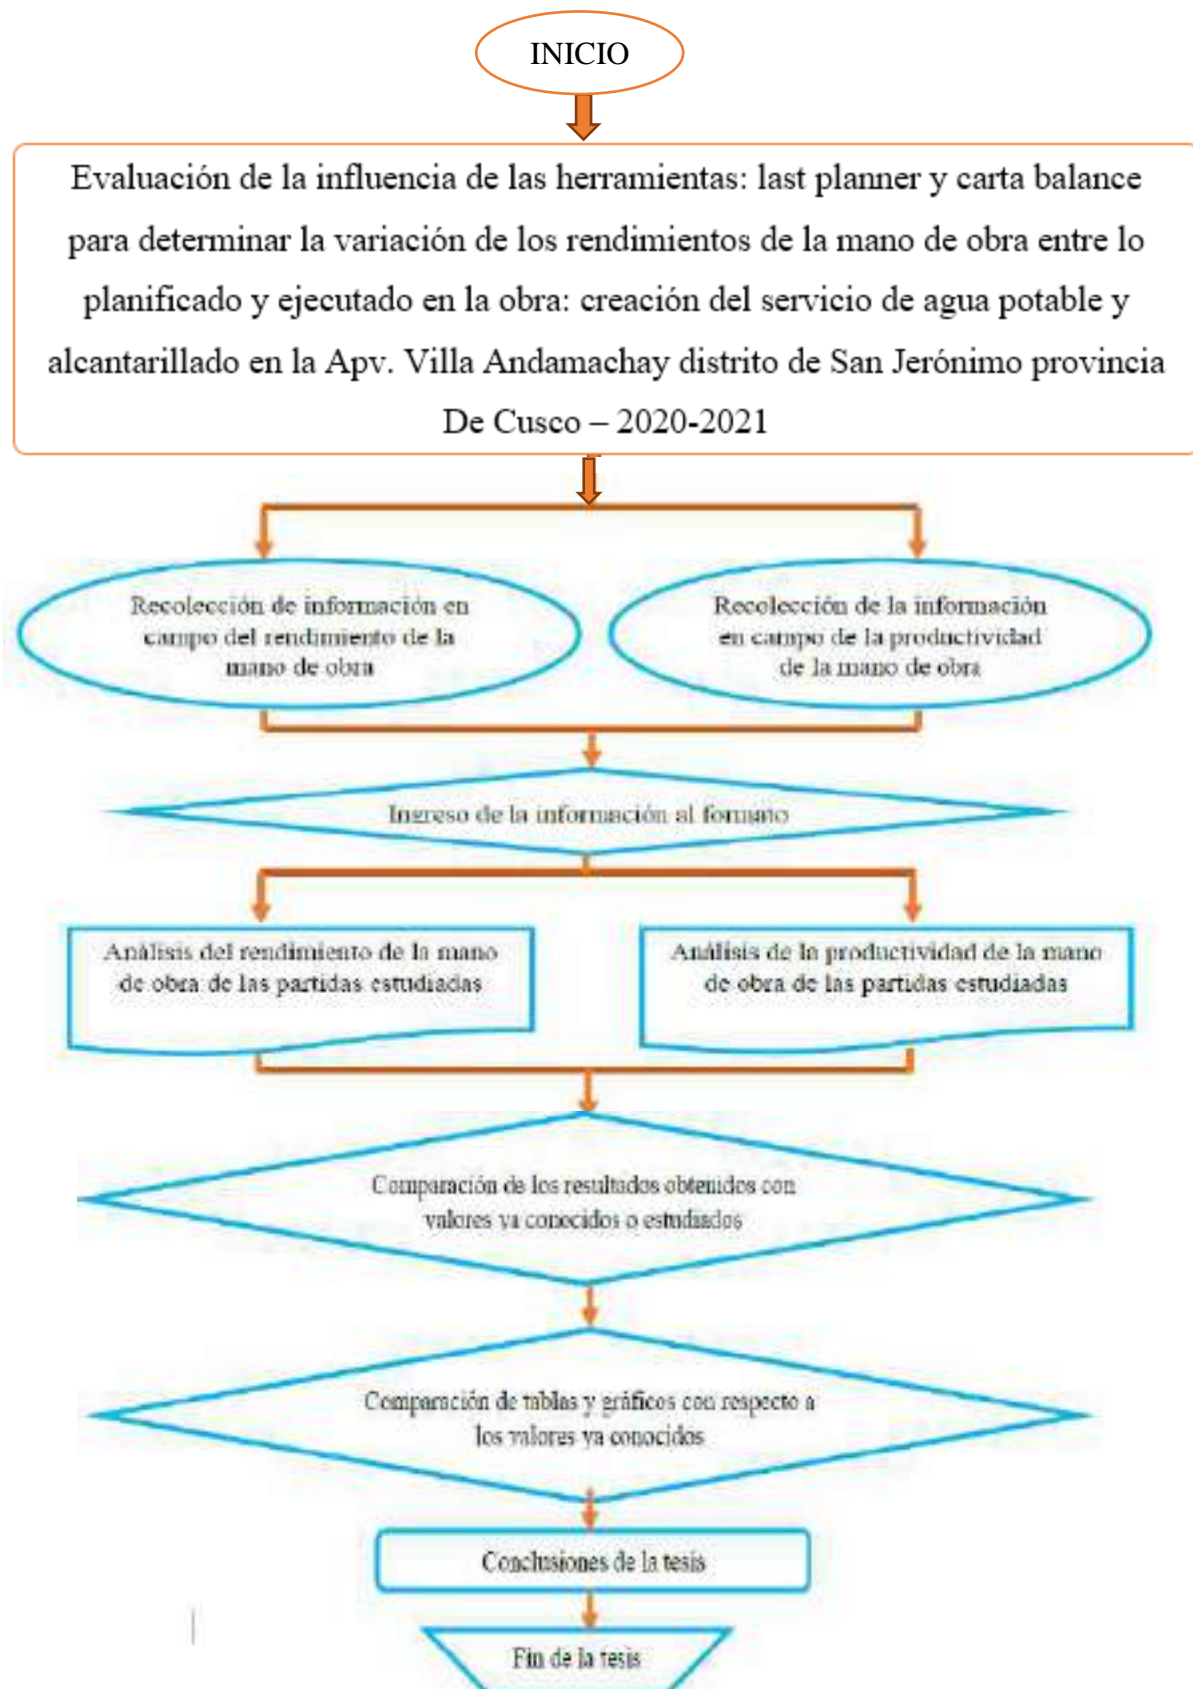 INICIO
Evaluación de la influencia de las herramientas: last planner y carta balance
para determinar la variación de los rendimientos de la mano de obra entre lo
planificado y ejecutado en la obra: creación del servicio de agua potable y
alcantarillado en la Apv. Villa Andamachay distrito de San Jerónimo provincia
De Cusco – 2020-2021
Recolección de información en
campo del rendimiento de la
mano de obra
Recolección de la información
en campo de la productividad
de la mano de obra
Ingreso de la información al formato
Análisis del rendimiento de la mano
de obra de las partidas estudiadas
Análisis de la productividad de la mano
de obra de las partidas estudiadas
Comparación de los resultados obtenidos con
valores ya conocidos o estudiados
Comparación de tablas y gráficos con respecto a
los valores ya conocidos
Conclusiones de la tesis
Fin de la tesis